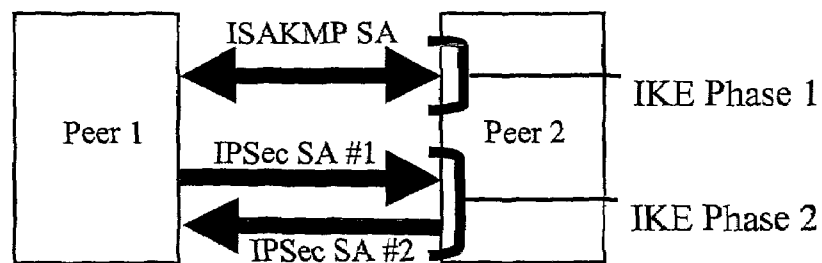 ISAKMP SA
IKE Phase 1
Peer 1
Peer 2
IPSec SA #1
IKE Phase 2
IPSec SA #2